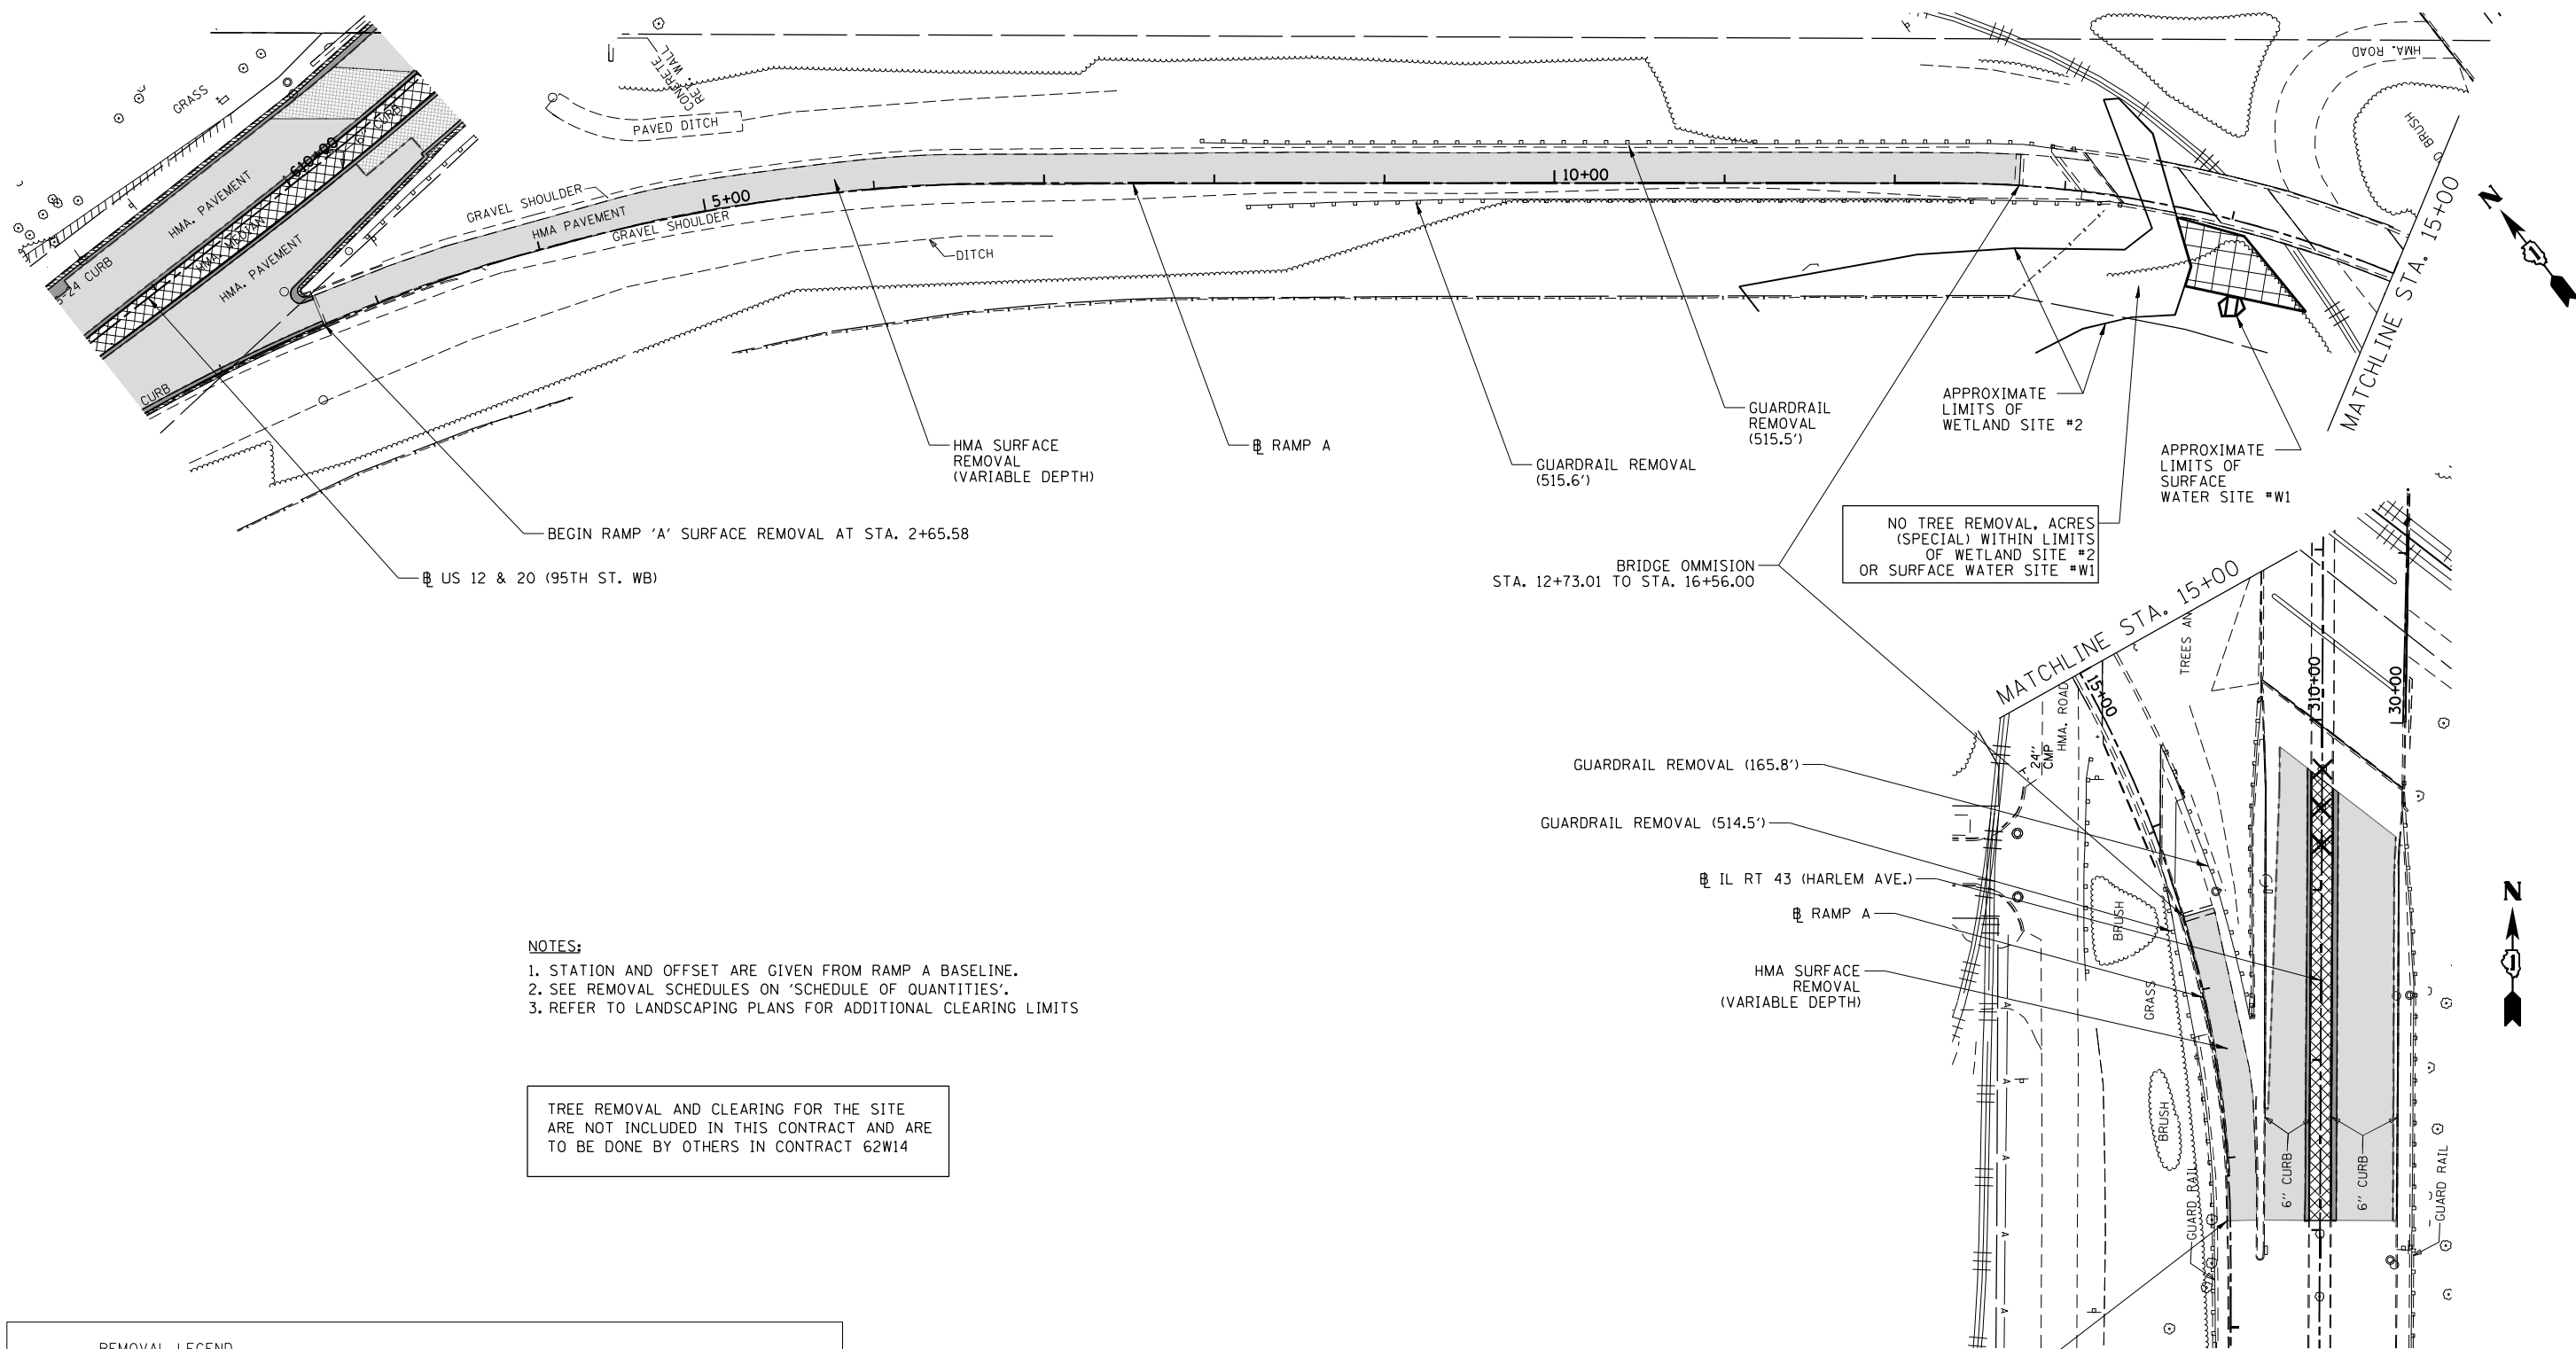 HMA. ROAD
CONCRETE
RET. WALL
GRASS
PAVED DITCH
BRUSH
N
610+00
CURB
HMA. PAVEMENT
HMA. MEDIAN
HMA. PAVEMENT
GRAVEL SHOULDER
HMA PAVEMENT
5+00
GRAVEL SHOULDER
10+00
DITCH
-24 CURB
CURB
MATCHLINE STA. 15+00
APPROXIMATE
LIMITS OF
WETLAND SITE #2
GUARDRAIL
REMOVAL
(515.5')
HMA SURFACE
REMOVAL
(VARIABLE DEPTH)
℄ RAMP A
GUARDRAIL REMOVAL
(515.6')
APPROXIMATE
LIMITS OF
SURFACE
WATER SITE #W1
BEGIN RAMP 'A' SURFACE REMOVAL AT STA. 2+65.58
NO TREE REMOVAL, ACRES
(SPECIAL) WITHIN LIMITS
OF WETLAND SITE #2
OR SURFACE WATER SITE #W1
℄ US 12 & 20 (95TH ST. WB)
BRIDGE OMMISION
STA. 12+73.01 TO STA. 16+56.00
MATCHLINE STA. 15+00
TREES AN
15+00
310+00
30+00
HMA. ROAD
24"
CMP
GUARDRAIL REMOVAL (165.8')
GUARDRAIL REMOVAL (514.5')
℄ IL RT 43 (HARLEM AVE.)
℄ RAMP A
HMA SURFACE
REMOVAL
(VARIABLE DEPTH)
N
BRUSH
GRASS
BRUSH
GUARD RAIL
6" CURB
6" CURB
GUARD RAIL
A
A
A
A
A
NOTES:
1. STATION AND OFFSET ARE GIVEN FROM RAMP A BASELINE.
2. SEE REMOVAL SCHEDULES ON 'SCHEDULE OF QUANTITIES'.
3. REFER TO LANDSCAPING PLANS FOR ADDITIONAL CLEARING LIMITS
TREE REMOVAL AND CLEARING FOR THE SITE
ARE NOT INCLUDED IN THIS CONTRACT AND ARE
TO BE DONE BY OTHERS IN CONTRACT 62W14
REMOVAL LEGEND